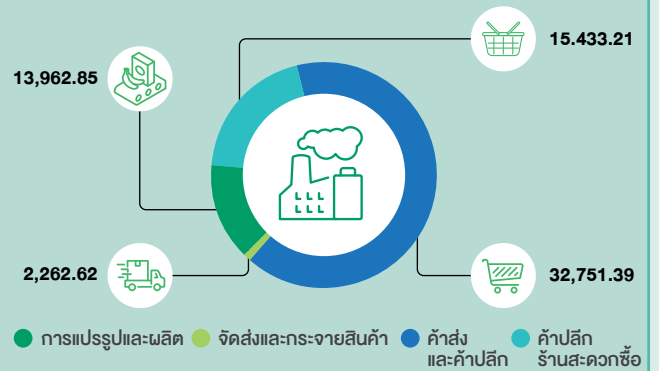 15.433.21
13,962.85
2,262.62
32,751.39
การแปรรูปและผลิต
จัดส่งและกระจายสินค้า
ค้าส่ง
และค้าปลีก
ค้าปลีก
ร้านสะดวกซื้อ